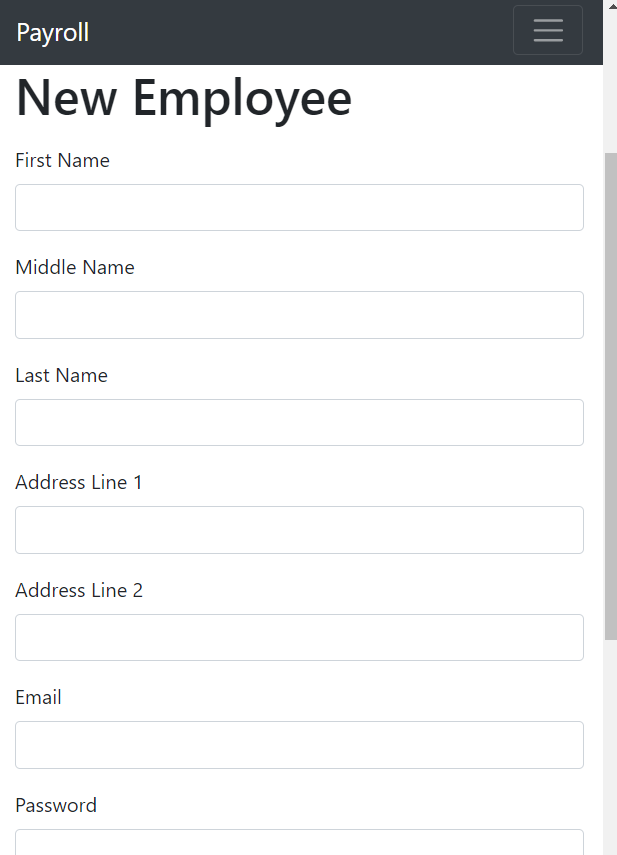 Payroll
New Employee
First Name
Middle Name
Last Name
Address Line 1
Address Line 2
Email
Password